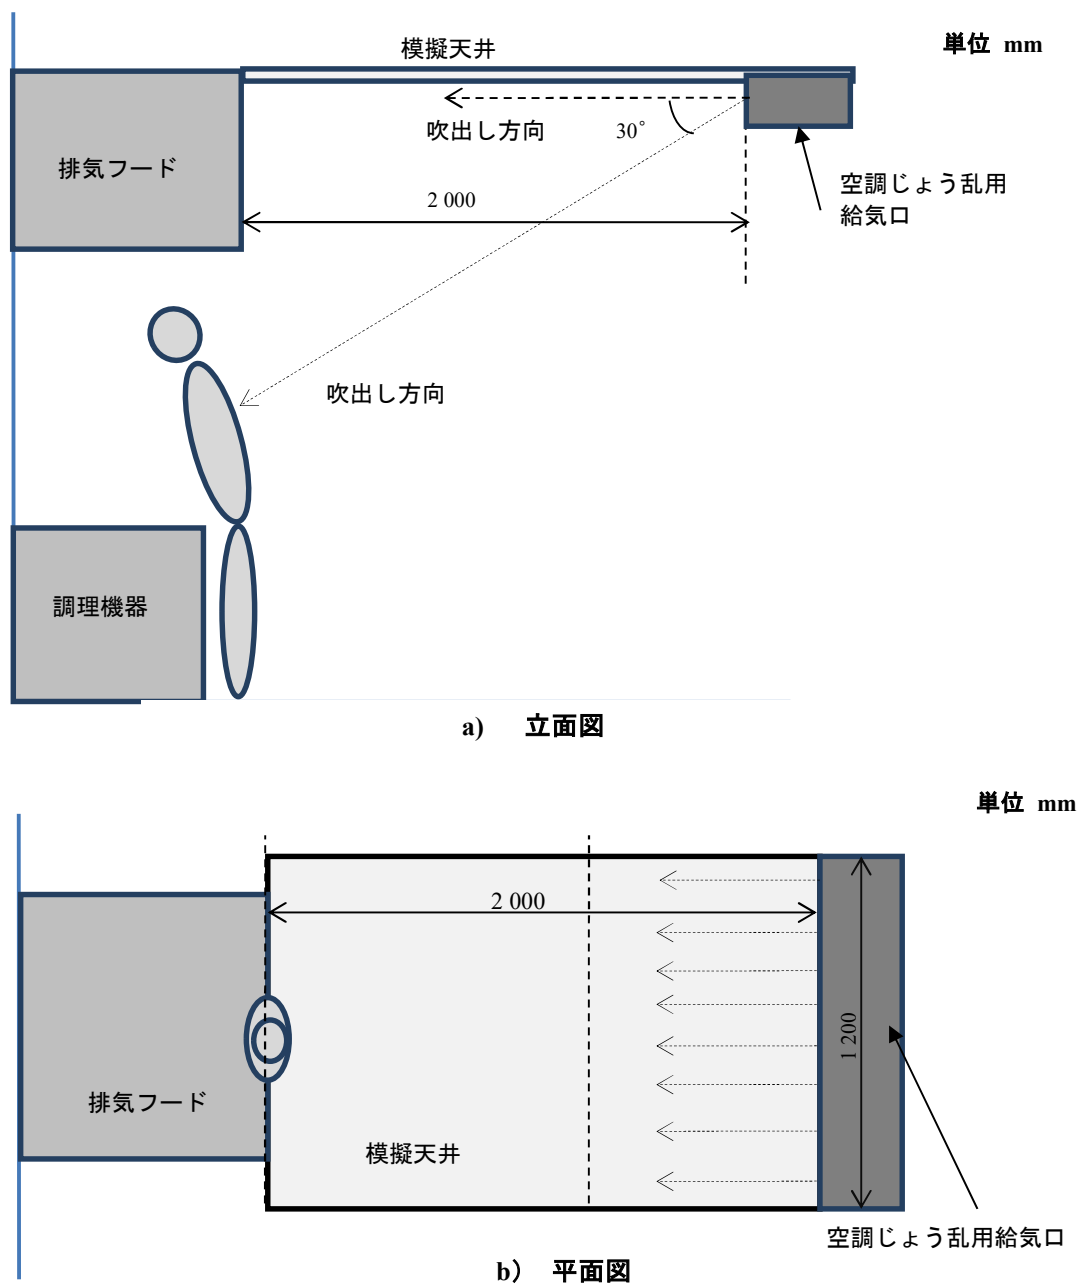 模擬天井
単位 mm
吹出し方向
30°
排気フード
空調じょう乱用
給気口
2 000
吹出し方向
調理機器
a) 立面図
単位 mm
2 000
1 200
排気フード
模擬天井
空調じょう乱用給気口
b） 平面図